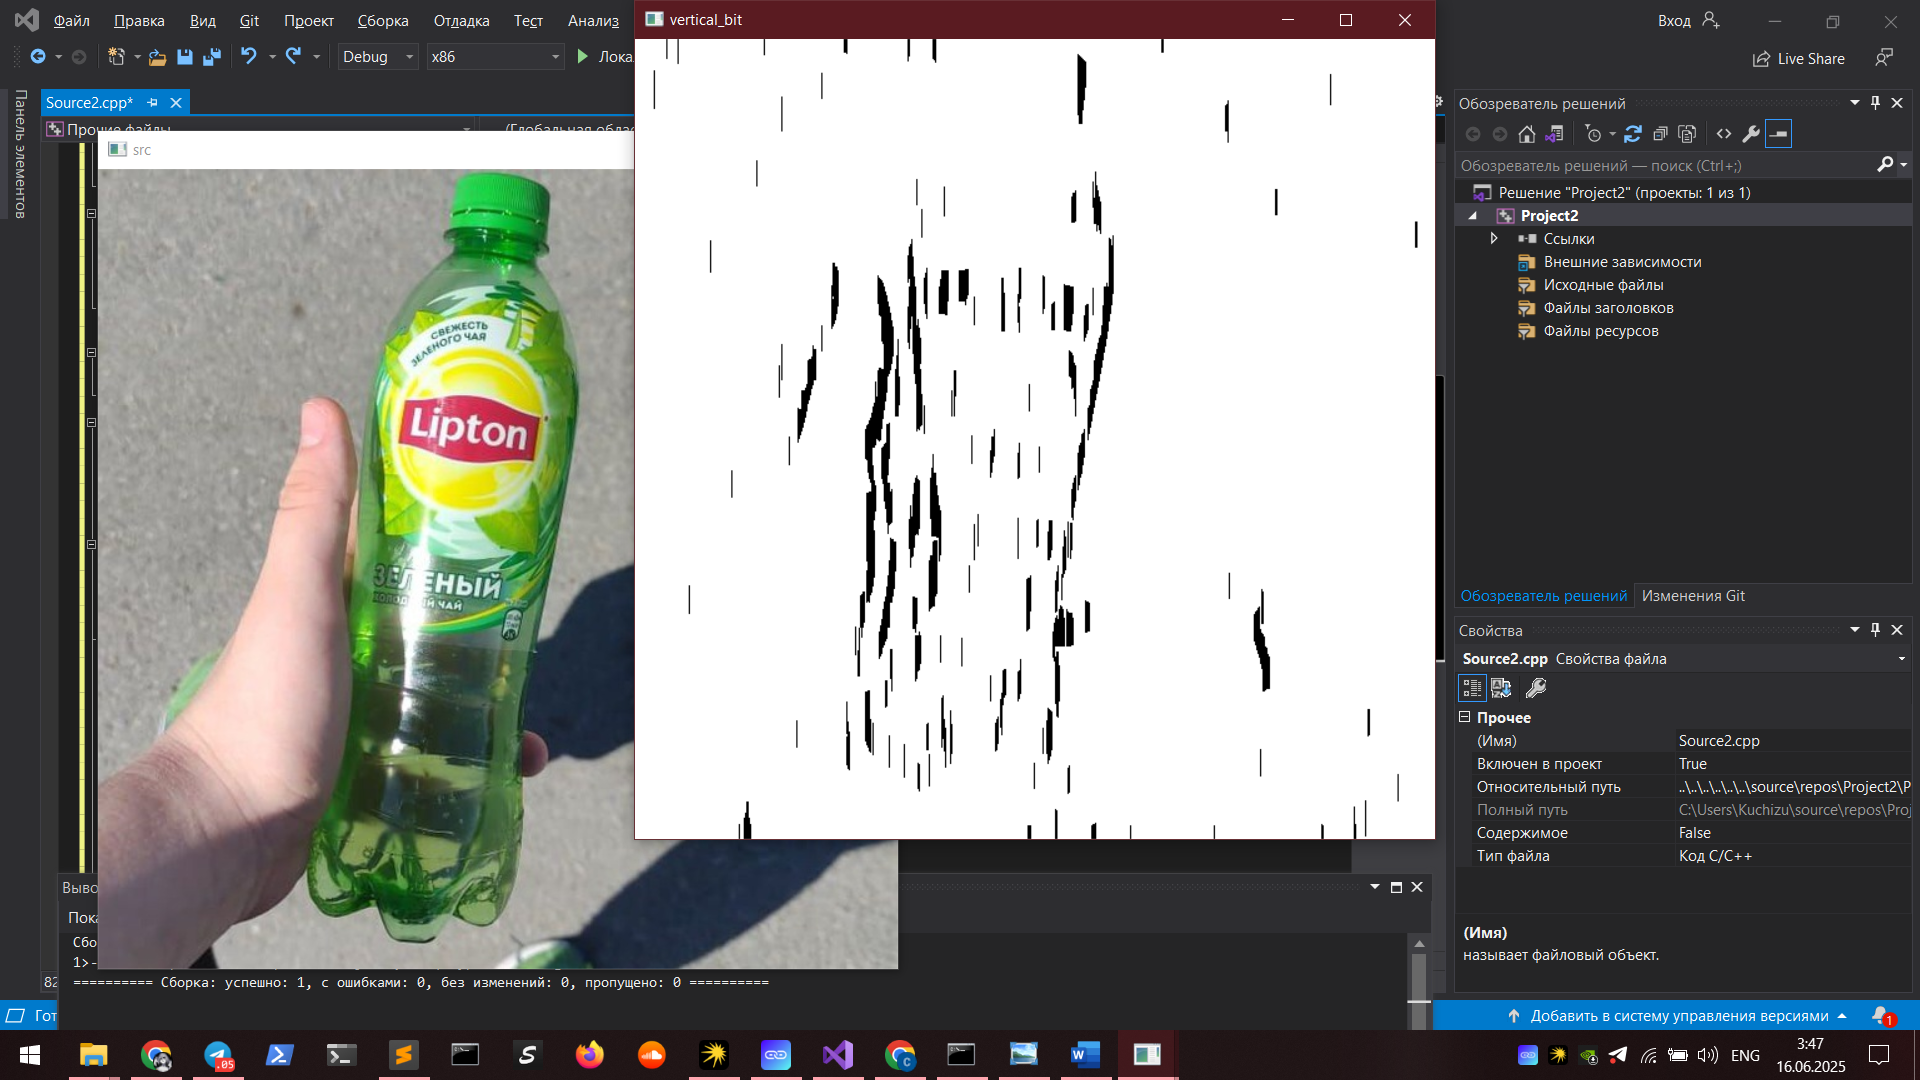 Файл Правка Вид Git Проект Сборка Отладка Тест Анализ
vertical_bit
Вход
Debug x86 Лока
Live Share
Панель элементов
Source2.cpp*
Прочие файлы (Глобальная облас
src
СВЕЖЕСТЬ
ЗЕЛЕНОГО ЧАЯ
Lipton
ЗЕЛЕНЫЙ
ХОЛОДНЫЙ ЧАЙ
Обозреватель решений
Обозреватель решений — поиск (Ctrl+;)
Решение "Project2" (проекты: 1 из 1)
Project2
Ссылки
Внешние зависимости
Исходные файлы
Файлы заголовков
Файлы ресурсов
Обозреватель решений Изменения Git
Свойства
Source2.cpp Свойства файла
Прочее
(Имя) Source2.cpp
Включен в проект True
Относительный путь ..\..\..\..\..\..\source\repos\Project2\P
Полный путь C:\Users\Kuchizu\source\repos\Proj
Содержимое False
Тип файла Код C/C++
(Имя)
называет файловый объект.
82
Выво
Пока
Сбо
1>-
========== Сборка: успешно: 1, с ошибками: 0, без изменений: 0, пропущено: 0 ==========
Гот
Добавить в систему управления версиями
1
.05
ENG
3:47
16.06.2025